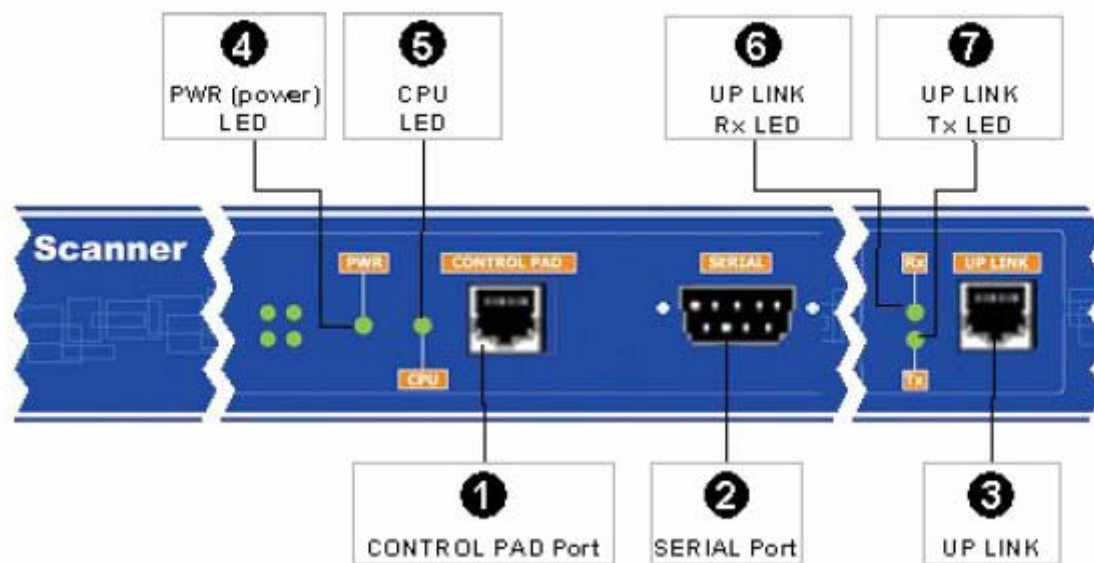 4
PWR (power)
LED
5
CPU
LED
6
UP LINK
Rx LED
7
UP LINK
Tx LED
Scanner
PWR
CONTROL PAD
SERIAL
Rx
UP LINK
CPU
Tx
1
CONTROL PAD Port
2
SERIAL Port
3
UP LINK